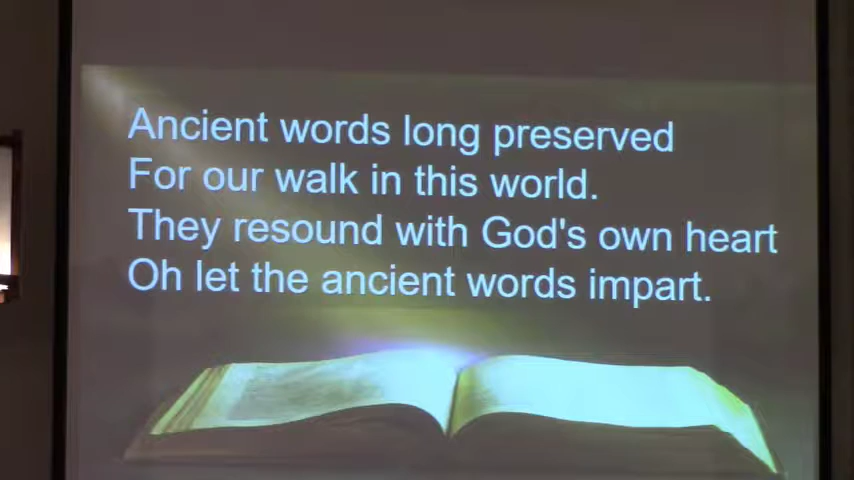 Ancient words long preserved
For our walk in this world.
They resound with God's own heart
Oh let the ancient words impart.